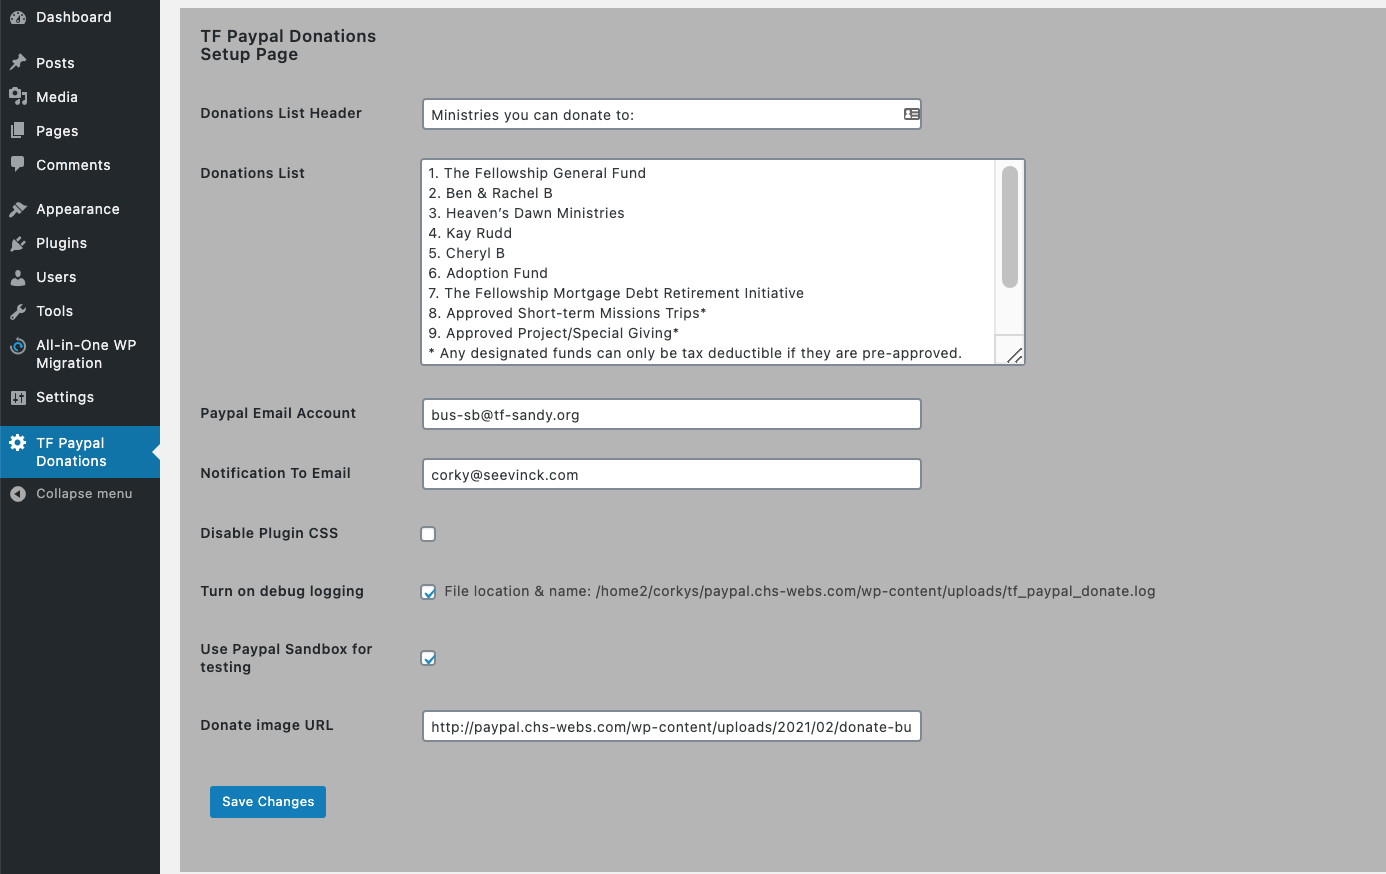 Dashboard
Posts
Media
Pages
Comments
Appearance
Plugins
Users
Tools
All-in-One WP
Migration
Settings
TF Paypal
Donations
Collapse menu
TF Paypal Donations
Setup Page
Donations List Header
Ministries you can donate to:
Donations List
1. The Fellowship General Fund
2. Ben & Rachel B
3. Heaven’s Dawn Ministries
4. Kay Rudd
5. Cheryl B
6. Adoption Fund
7. The Fellowship Mortgage Debt Retirement Initiative
8. Approved Short-term Missions Trips*
9. Approved Project/Special Giving*
* Any designated funds can only be tax deductible if they are pre-approved.
Paypal Email Account
bus-sb@tf-sandy.org
Notification To Email
corky@seevinck.com
Disable Plugin CSS
Turn on debug logging
File location & name: /home2/corkys/paypal.chs-webs.com/wp-content/uploads/tf_paypal_donate.log
Use Paypal Sandbox for
testing
Donate image URL
http://paypal.chs-webs.com/wp-content/uploads/2021/02/donate-bu
Save Changes